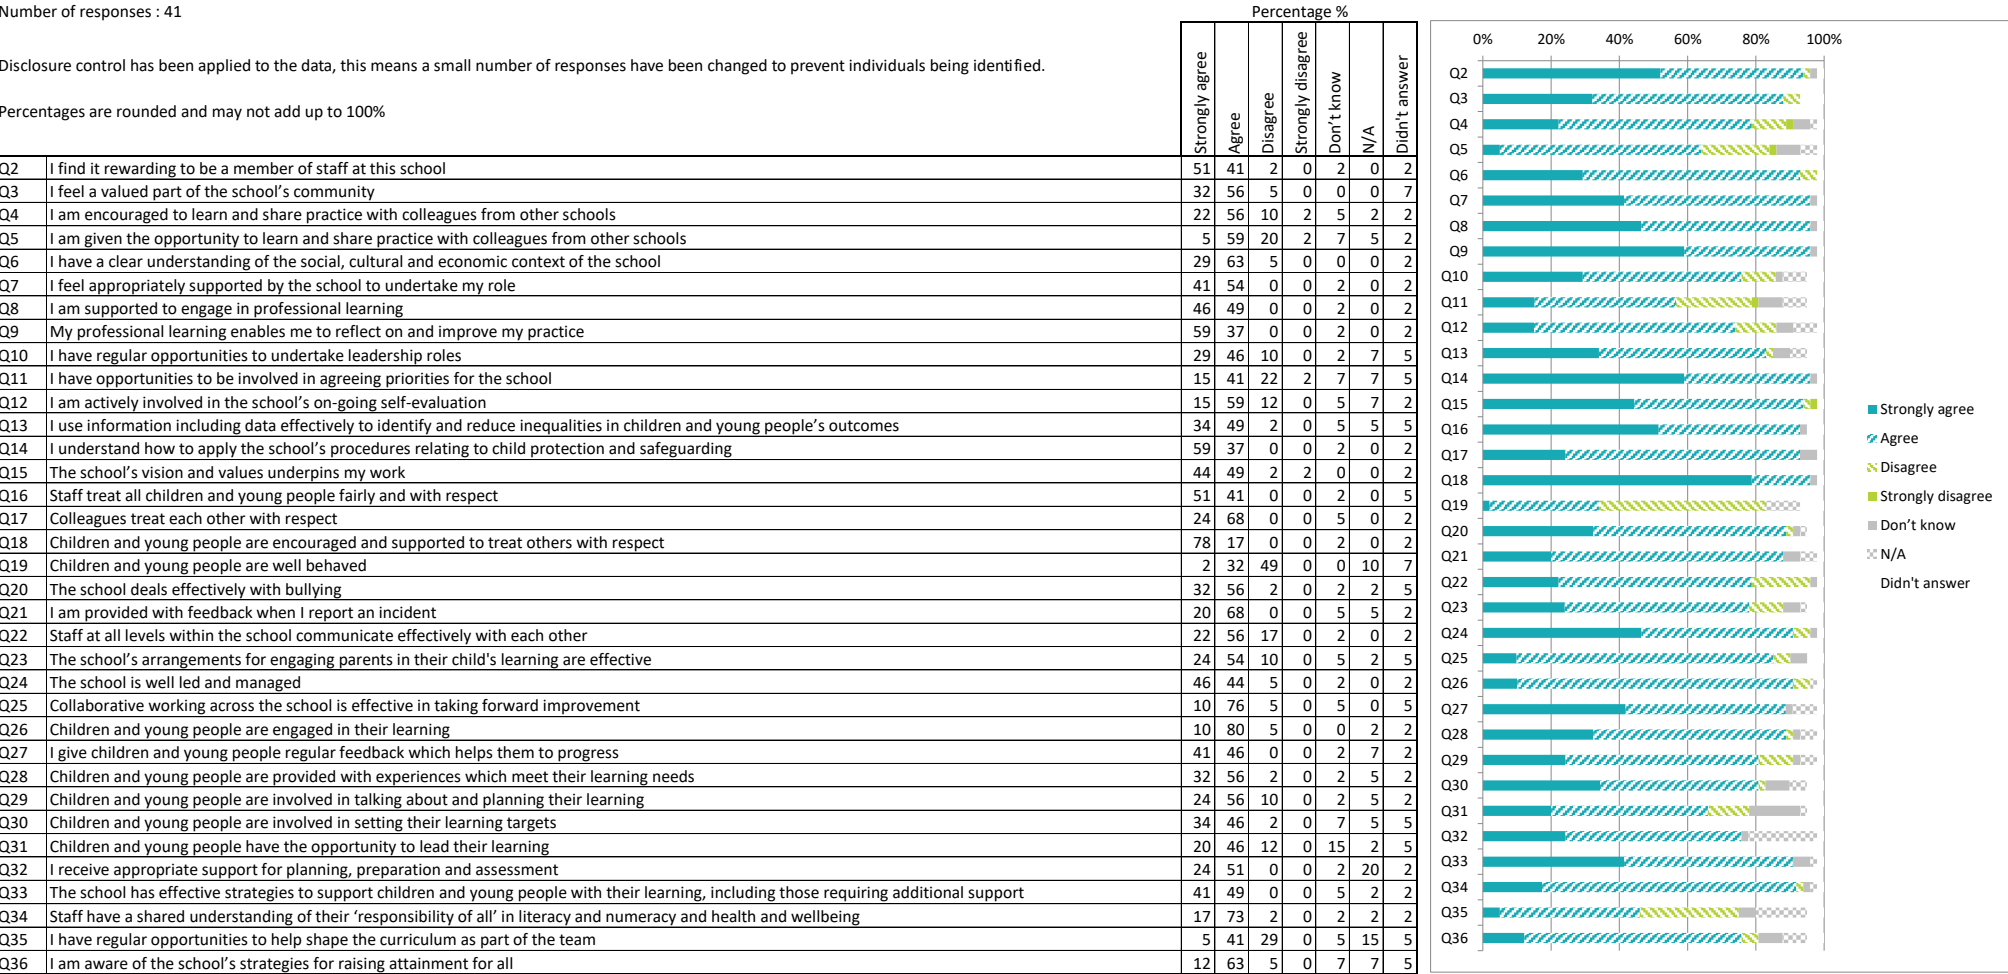 Number of responses : 41
Percentage %
Disclosure control has been applied to the data, this means a small number of responses have been changed to prevent individuals being identified.
Percentages are rounded and may not add up to 100%
Strongly agree
Agree
Disagree
Strongly disagree
Don't know
N/A
Didn't answer
Q2 I find it rewarding to be a member of staff at this school 51 41 2 0 2 0 2
Q3 I feel a valued part of the school's community 32 56 5 0 0 0 7
Q4 I am encouraged to learn and share practice with colleagues from other schools 22 56 10 2 5 2 2
Q5 I am given the opportunity to learn and share practice with colleagues from other schools 5 59 20 2 7 5 2
Q6 I have a clear understanding of the social, cultural and economic context of the school 29 63 5 0 0 0 2
Q7 I feel appropriately supported by the school to undertake my role 41 54 0 0 2 0 2
Q8 I am supported to engage in professional learning 46 49 0 0 2 0 2
Q9 My professional learning enables me to reflect on and improve my practice 59 37 0 0 2 0 2
Q10 I have regular opportunities to undertake leadership roles 29 46 10 0 2 7 5
Q11 I have opportunities to be involved in agreeing priorities for the school 15 41 22 2 7 7 5
Q12 I am actively involved in the school's on-going self-evaluation 15 59 12 0 5 7 2
Q13 I use information including data effectively to identify and reduce inequalities in children and young people's outcomes 34 49 2 0 5 5 5
Q14 I understand how to apply the school's procedures relating to child protection and safeguarding 59 37 0 0 2 0 2
Q15 The school's vision and values underpins my work 44 49 2 2 0 0 2
Q16 Staff treat all children and young people fairly and with respect 51 41 0 0 2 0 5
Q17 Colleagues treat each other with respect 24 68 0 0 5 0 2
Q18 Children and young people are encouraged and supported to treat others with respect 78 17 0 0 2 0 2
Q19 Children and young people are well behaved 2 32 49 0 0 10 7
Q20 The school deals effectively with bullying 32 56 2 0 2 2 5
Q21 I am provided with feedback when I report an incident 20 68 0 0 5 5 2
Q22 Staff at all levels within the school communicate effectively with each other 22 56 17 0 2 0 2
Q23 The school's arrangements for engaging parents in their child's learning are effective 24 54 10 0 5 2 5
Q24 The school is well led and managed 46 44 5 0 2 0 2
Q25 Collaborative working across the school is effective in taking forward improvement 10 76 5 0 5 0 5
Q26 Children and young people are engaged in their learning 10 80 5 0 0 2 2
Q27 I give children and young people regular feedback which helps them to progress 41 46 0 0 2 7 2
Q28 Children and young people are provided with experiences which meet their learning needs 32 56 2 0 2 5 2
Q29 Children and young people are involved in talking about and planning their learning 24 56 10 0 2 5 2
Q30 Children and young people are involved in setting their learning targets 34 46 2 0 7 5 5
Q31 Children and young people have the opportunity to lead their learning 20 46 12 0 15 2 5
Q32 I receive appropriate support for planning, preparation and assessment 24 51 0 0 2 20 2
Q33 The school has effective strategies to support children and young people with their learning, including those requiring additional support 41 49 0 0 5 2 2
Q34 Staff have a shared understanding of their 'responsibility of all' in literacy and numeracy and health and wellbeing 17 73 2 0 2 2 2
Q35 I have regular opportunities to help shape the curriculum as part of the team 5 41 29 0 5 15 5
Q36 I am aware of the school's strategies for raising attainment for all 12 63 5 0 7 7 5
0% 20% 40% 60% 80% 100%
Q2
Q3
Q4
Q5
Q6
Q7
Q8
Q9
Q10
Q11
Q12
Q13
Q14
Q15
Q16
Q17
Q18
Q19
Q20
Q21
Q22
Q23
Q24
Q25
Q26
Q27
Q28
Q29
Q30
Q31
Q32
Q33
Q34
Q35
Q36
Strongly agree
Agree
Disagree
Strongly disagree
Don't know
N/A
Didn't answer